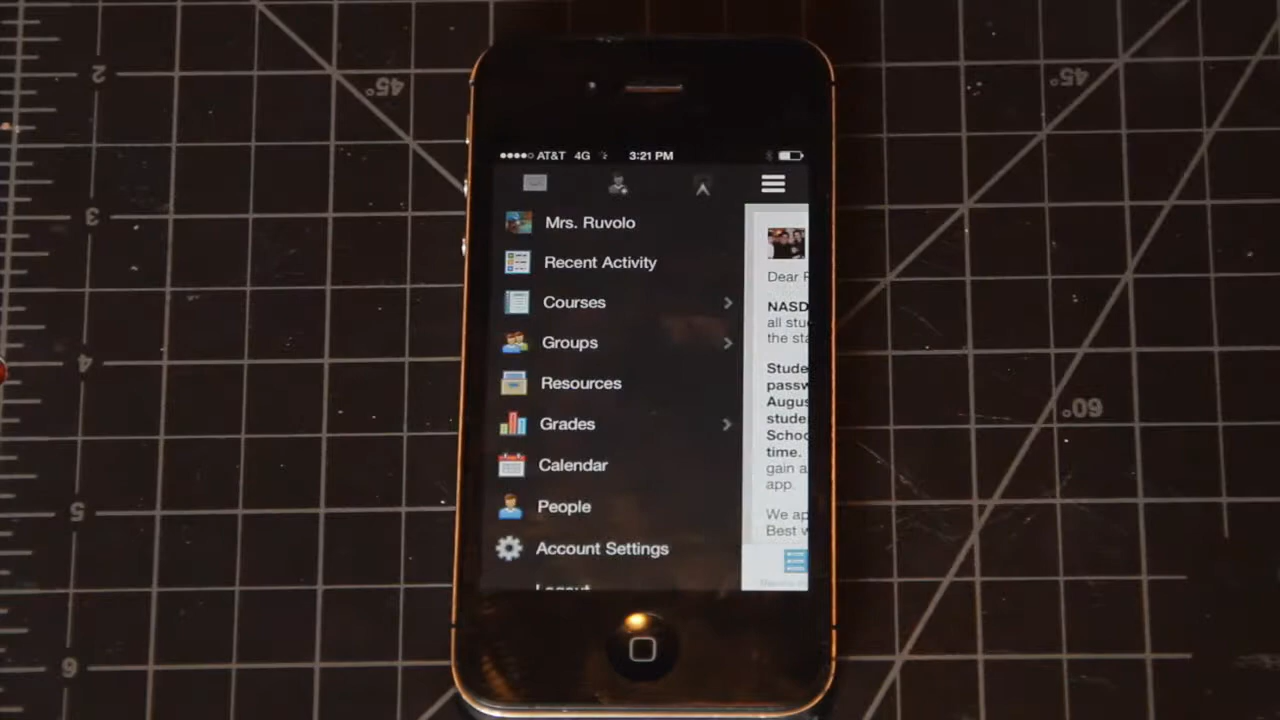 AT&T 4G 3:21 PM
Mrs. Ruvolo
Recent Activity
Courses
Groups
Resources
Grades
Calendar
People
Account Settings
Logout
Dear
NASD
all stu
the sta
Stude
passw
Augus
stude
Schoo
time.
gain a
app.
We ap
Best w
2
3
4
5
6
45°
45°
60°